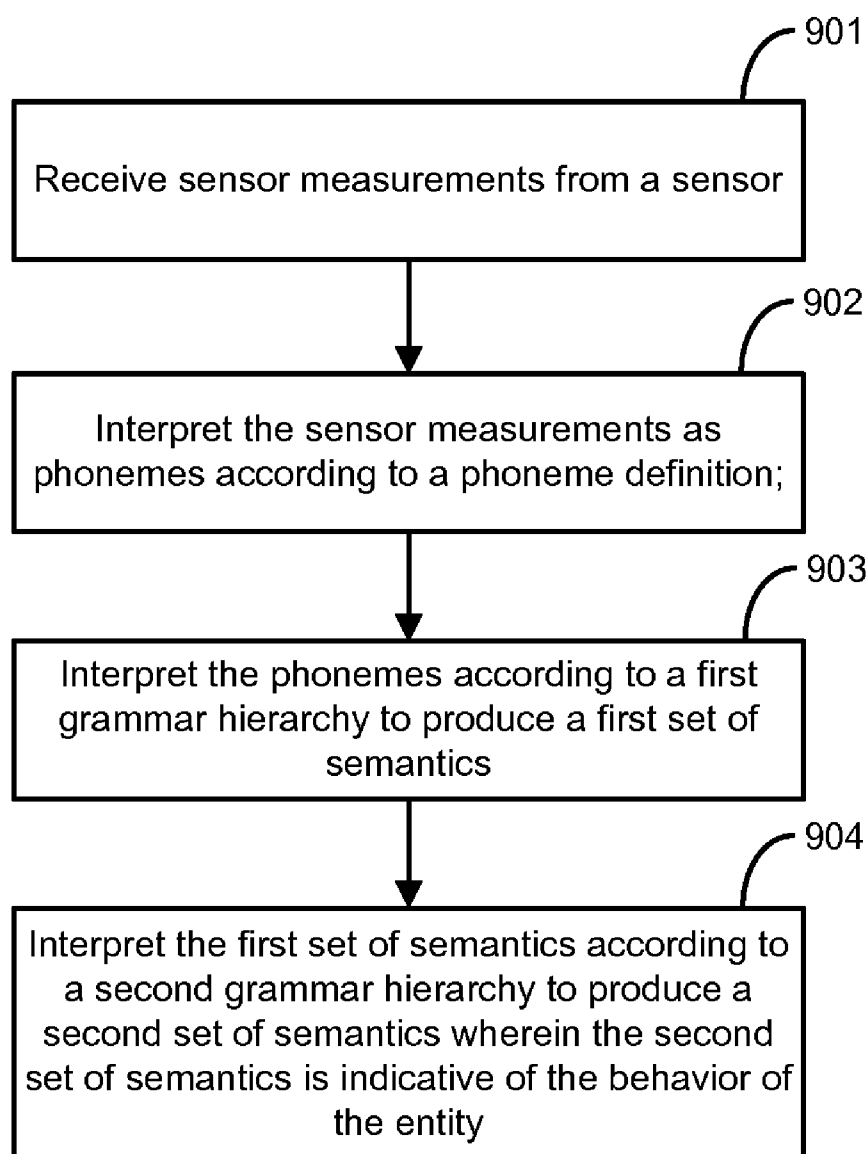 901
Receive sensor measurements from a sensor
902
Interpret the sensor measurements as
phonemes according to a phoneme definition;
903
Interpret the phonemes according to a first
grammar hierarchy to produce a first set of
semantics
904
Interpret the first set of semantics according to
a second grammar hierarchy to produce a
second set of semantics wherein the second
set of semantics is indicative of the behavior of
the entity